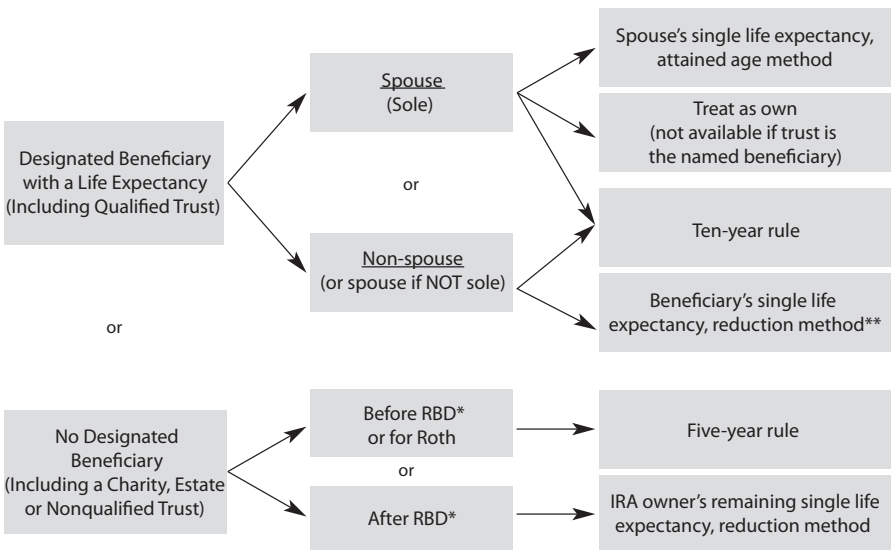 Designated Beneficiary
with a Life Expectancy
(Including Qualified Trust)
or
No Designated
Beneficiary
(Including a Charity, Estate
or Nonqualified Trust)
Spouse
(Sole)
or
Non-spouse
(or spouse if NOT sole)
Before RBD*
or for Roth
or
After RBD*
Spouse's single life expectancy,
attained age method
Treat as own
(not available if trust is
the named beneficiary)
Ten-year rule
Beneficiary's single life
expectancy, reduction method**
Five-year rule
IRA owner's remaining single life
expectancy, reduction method